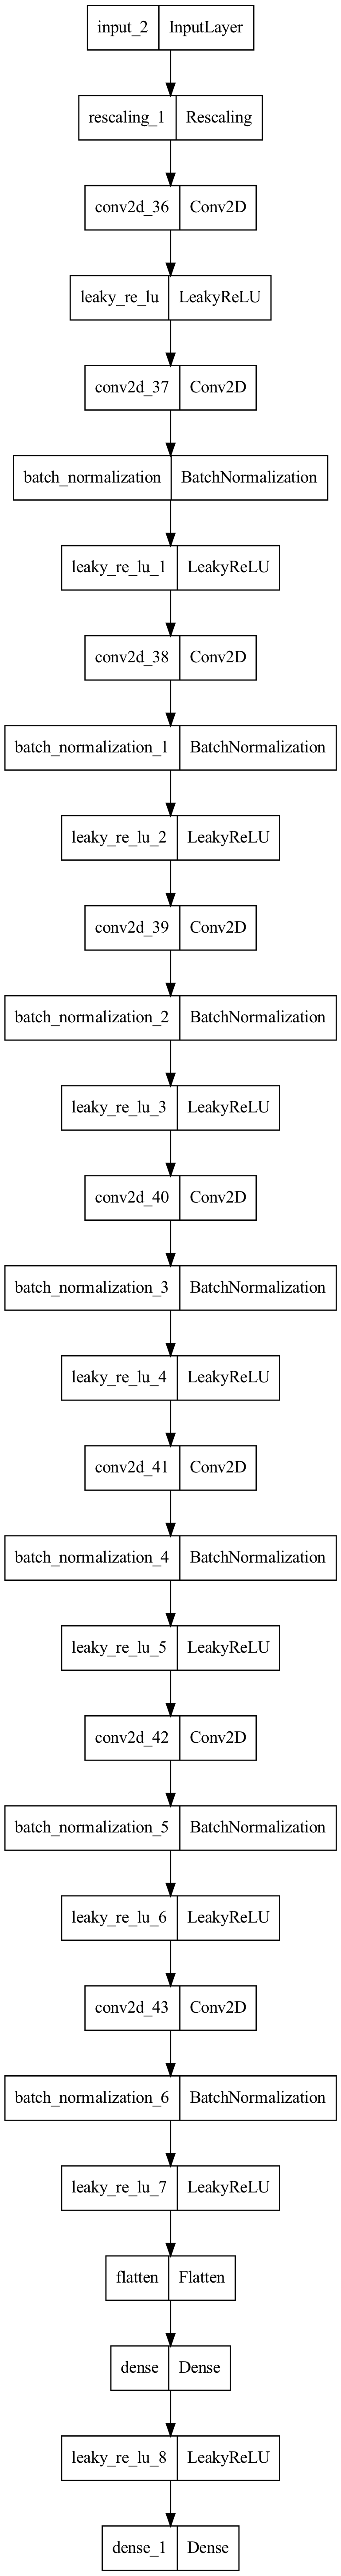 input_2 InputLayer
rescaling_1 Rescaling
conv2d_36 Conv2D
leaky_re_lu LeakyReLU
conv2d_37 Conv2D
batch_normalization BatchNormalization
leaky_re_lu_1 LeakyReLU
conv2d_38 Conv2D
batch_normalization_1 BatchNormalization
leaky_re_lu_2 LeakyReLU
conv2d_39 Conv2D
batch_normalization_2 BatchNormalization
leaky_re_lu_3 LeakyReLU
conv2d_40 Conv2D
batch_normalization_3 BatchNormalization
leaky_re_lu_4 LeakyReLU
conv2d_41 Conv2D
batch_normalization_4 BatchNormalization
leaky_re_lu_5 LeakyReLU
conv2d_42 Conv2D
batch_normalization_5 BatchNormalization
leaky_re_lu_6 LeakyReLU
conv2d_43 Conv2D
batch_normalization_6 BatchNormalization
leaky_re_lu_7 LeakyReLU
flatten Flatten
dense Dense
leaky_re_lu_8 LeakyReLU
dense_1 Dense